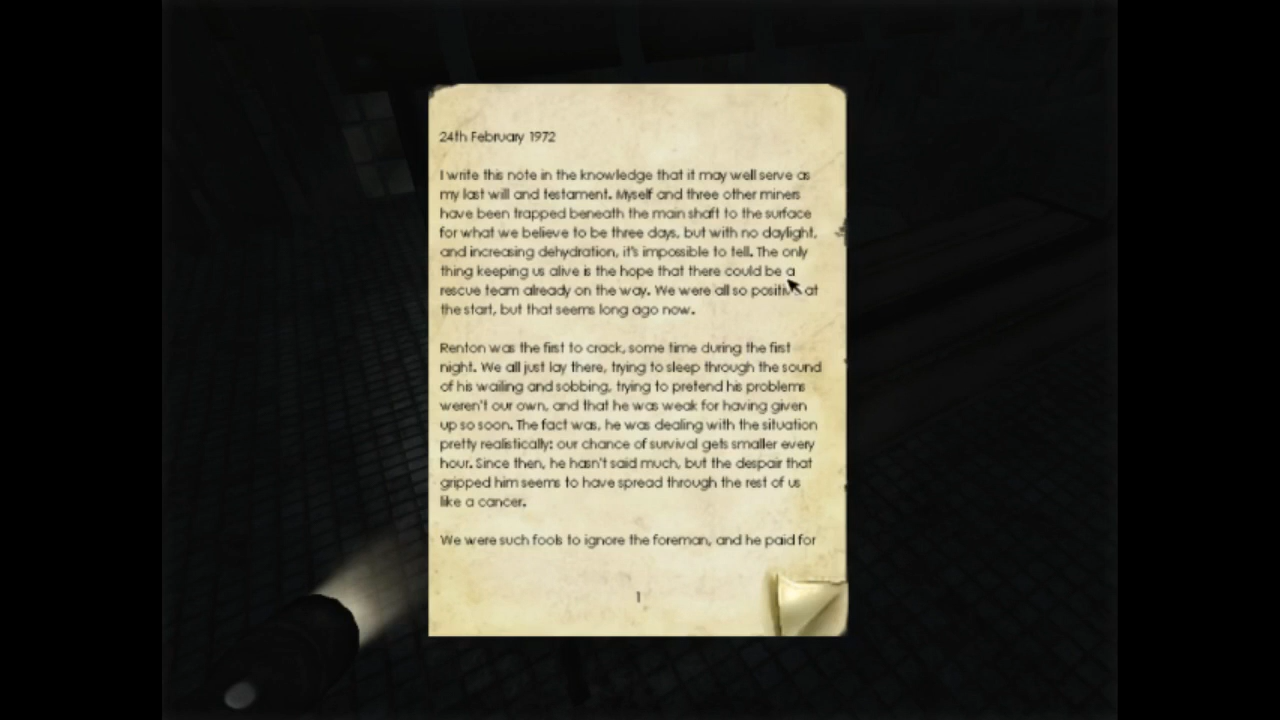 24th February 1972
I write this note in the knowledge that it may well serve as
my last will and testament. Myself and three other miners
have been trapped beneath the main shaft to the surface
for what we believe to be three days, but with no daylight,
and increasing dehydration, it's impossible to tell. The only
thing keeping us alive is the hope that there could be a
rescue team already on the way. We were all so positive at
the start, but that seems long ago now.
Renton was the first to crack, some time during the first
night. We all just lay there, trying to sleep through the sound
of his wailing and sobbing, trying to pretend his problems
weren't our own, and that he was weak for having given
up so soon. The fact was, he was dealing with the situation
pretty realistically: our chance of survival gets smaller every
hour. Since then, he hasn't said much, but the despair that
gripped him seems to have spread through the rest of us
like a cancer.
We were such fools to ignore the foreman, and he paid for
1